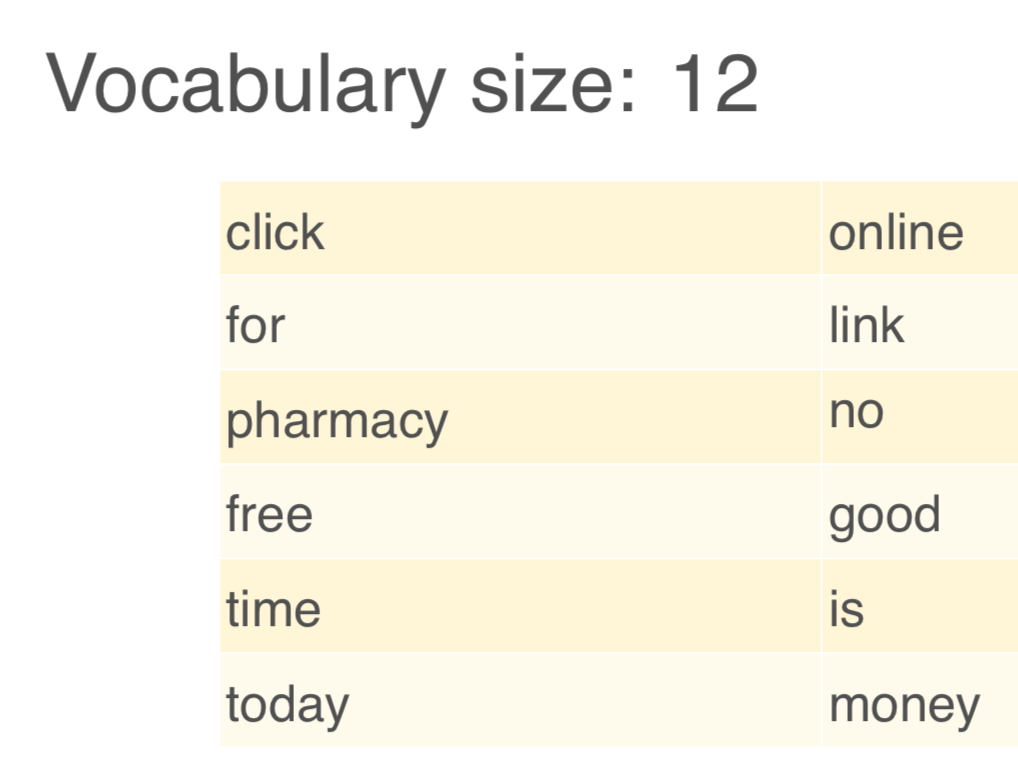 Vocabulary size: 12
click online
for link
pharmacy no
free good
time is
today money